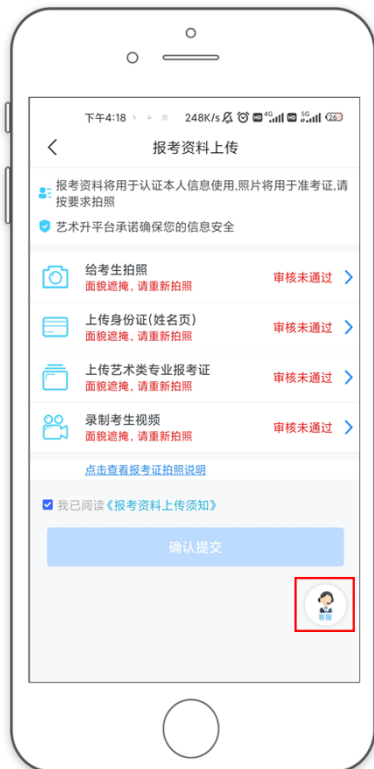 下午4:18
248K/s
4G
5G
26
报考资料上传
报考资料将用于认证本人信息使用,照片将用于准考证,请
按要求拍照
艺术升平台承诺确保您的信息安全
给考生拍照
面貌遮掩, 请重新拍照
审核未通过
上传身份证(姓名页)
面貌遮掩, 请重新拍照
审核未通过
上传艺术类专业报考证
面貌遮掩, 请重新拍照
审核未通过
录制考生视频
面貌遮掩, 请重新拍照
审核未通过
点击查看报考证拍照说明
我已阅读《报考资料上传须知》
确认提交
客服